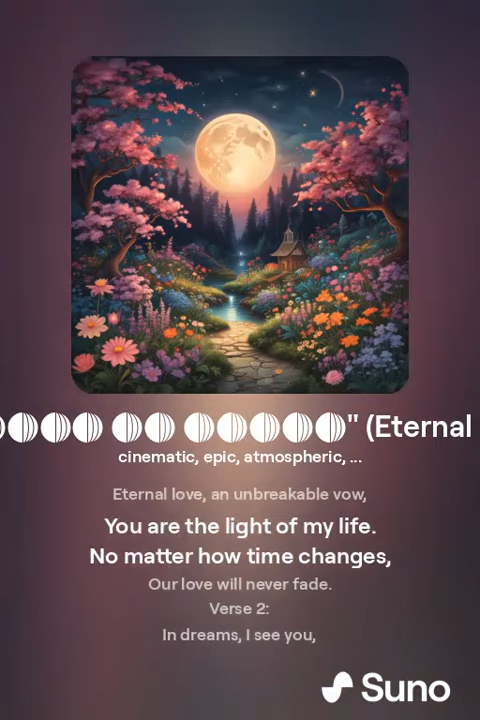 " (Eternal
cinematic, epic, atmospheric, ...
Eternal love, an unbreakable vow,
You are the light of my life.
No matter how time changes,
Our love will never fade.
Verse 2:
In dreams, I see you,
Suno